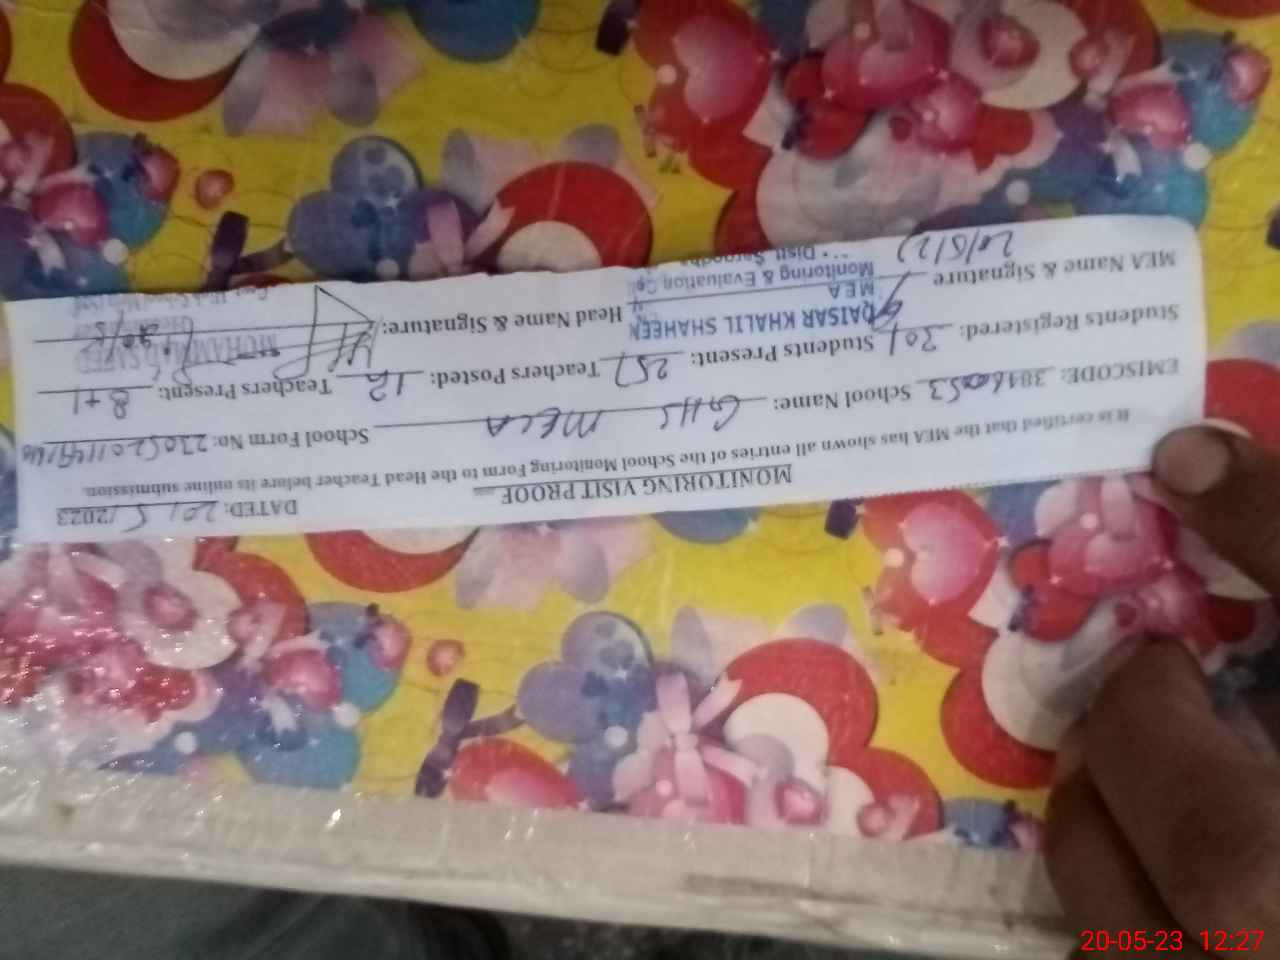 MONITORING VISIT PROOF
DATED: 20/5/2023
It is certified that the MEA has shown all entries of the School Monitoring Form to the Head Teacher before its online submission.
EMISCODE: School Name: GHS MELA School Form No:
Students Registered: 301 Students Present: 257 Teachers Posted: 12 Teachers Present: 8+1
MEA Name & Signature Head Name & Signature:
QAISAR KHALIL SHAHEEN
MEA
Monitoring & Evaluation Cell
Distt. Sargodha
20-05-23 12:27